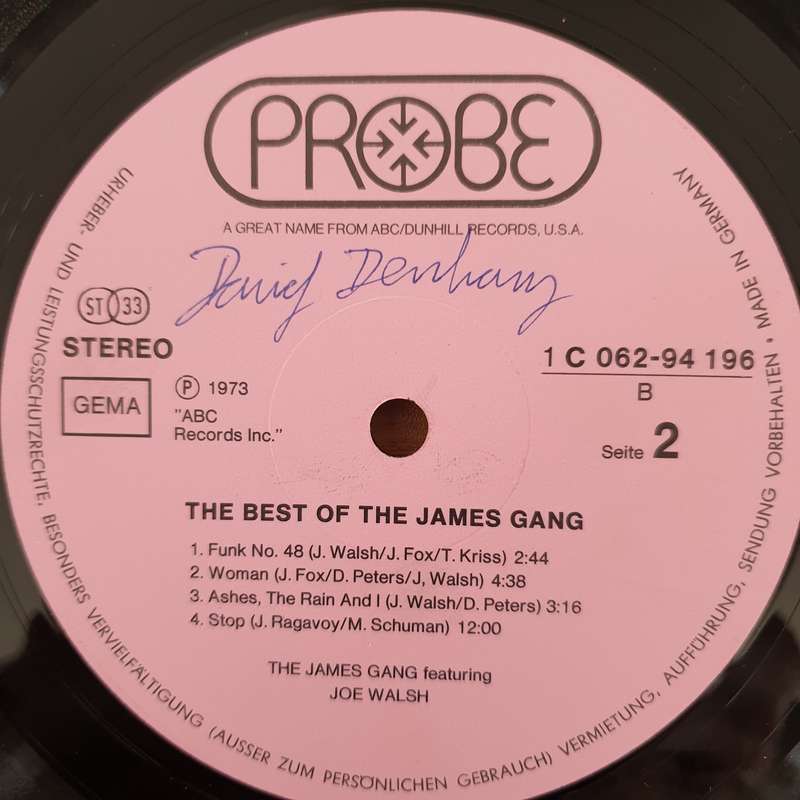 PROBE
A GREAT NAME FROM ABC/DUNHILL RECORDS, U.S.A.
David Denham
ST 33
STEREO
GEMA
Ⓟ 1973
"ABC
Records Inc."
1 C 062-94 196
B
Seite 2
THE BEST OF THE JAMES GANG
1. Funk No. 48 (J. Walsh/J. Fox/T. Kriss) 2:44
2. Woman (J. Fox/D. Peters/J, Walsh) 4:38
3. Ashes, The Rain And I (J. Walsh/D. Peters) 3:16
4. Stop (J. Ragavoy/M. Schuman) 12:00
THE JAMES GANG featuring
JOE WALSH
URHEBER- UND LEISTUNGSSCHUTZRECHTE, BESONDERS VERVIELFÄLTIGUNG (AUSSER ZUM PERSÖNLICHEN GEBRAUCH) VERMIETUNG, AUFFÜHRUNG, SENDUNG VORBEHALTEN • MADE IN GERMANY